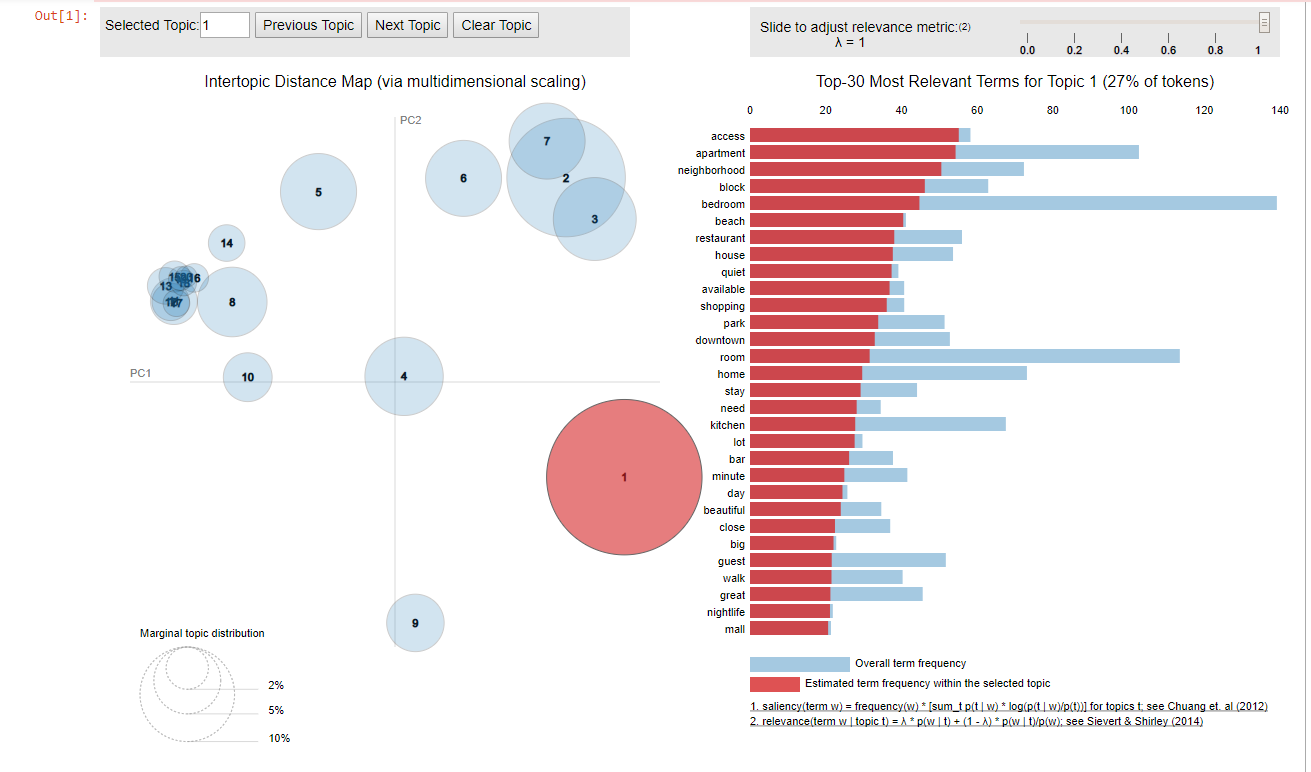 Out[1]:
Selected Topic: 1 Previous Topic Next Topic Clear Topic
Slide to adjust relevance metric:(2)
λ = 1
0.0 0.2 0.4 0.6 0.8 1
Intertopic Distance Map (via multidimensional scaling)
PC2
PC1
7
2
6
3
5
14
16
13
8
10
4
1
9
Marginal topic distribution
2%
5%
10%
Top-30 Most Relevant Terms for Topic 1 (27% of tokens)
0 20 40 60 80 100 120 140
access
apartment
neighborhood
block
bedroom
beach
restaurant
house
quiet
available
shopping
park
downtown
room
home
stay
need
kitchen
lot
bar
minute
day
beautiful
close
big
guest
walk
great
nightlife
mall
Overall term frequency
Estimated term frequency within the selected topic
1. saliency(term w) = frequency(w) * [sum_t p(t | w) * log(p(t | w)/p(t))] for topics t; see Chuang et. al (2012)
2. relevance(term w | topic t) = λ * p(w | t) + (1 - λ) * p(w | t)/p(w); see Sievert & Shirley (2014)